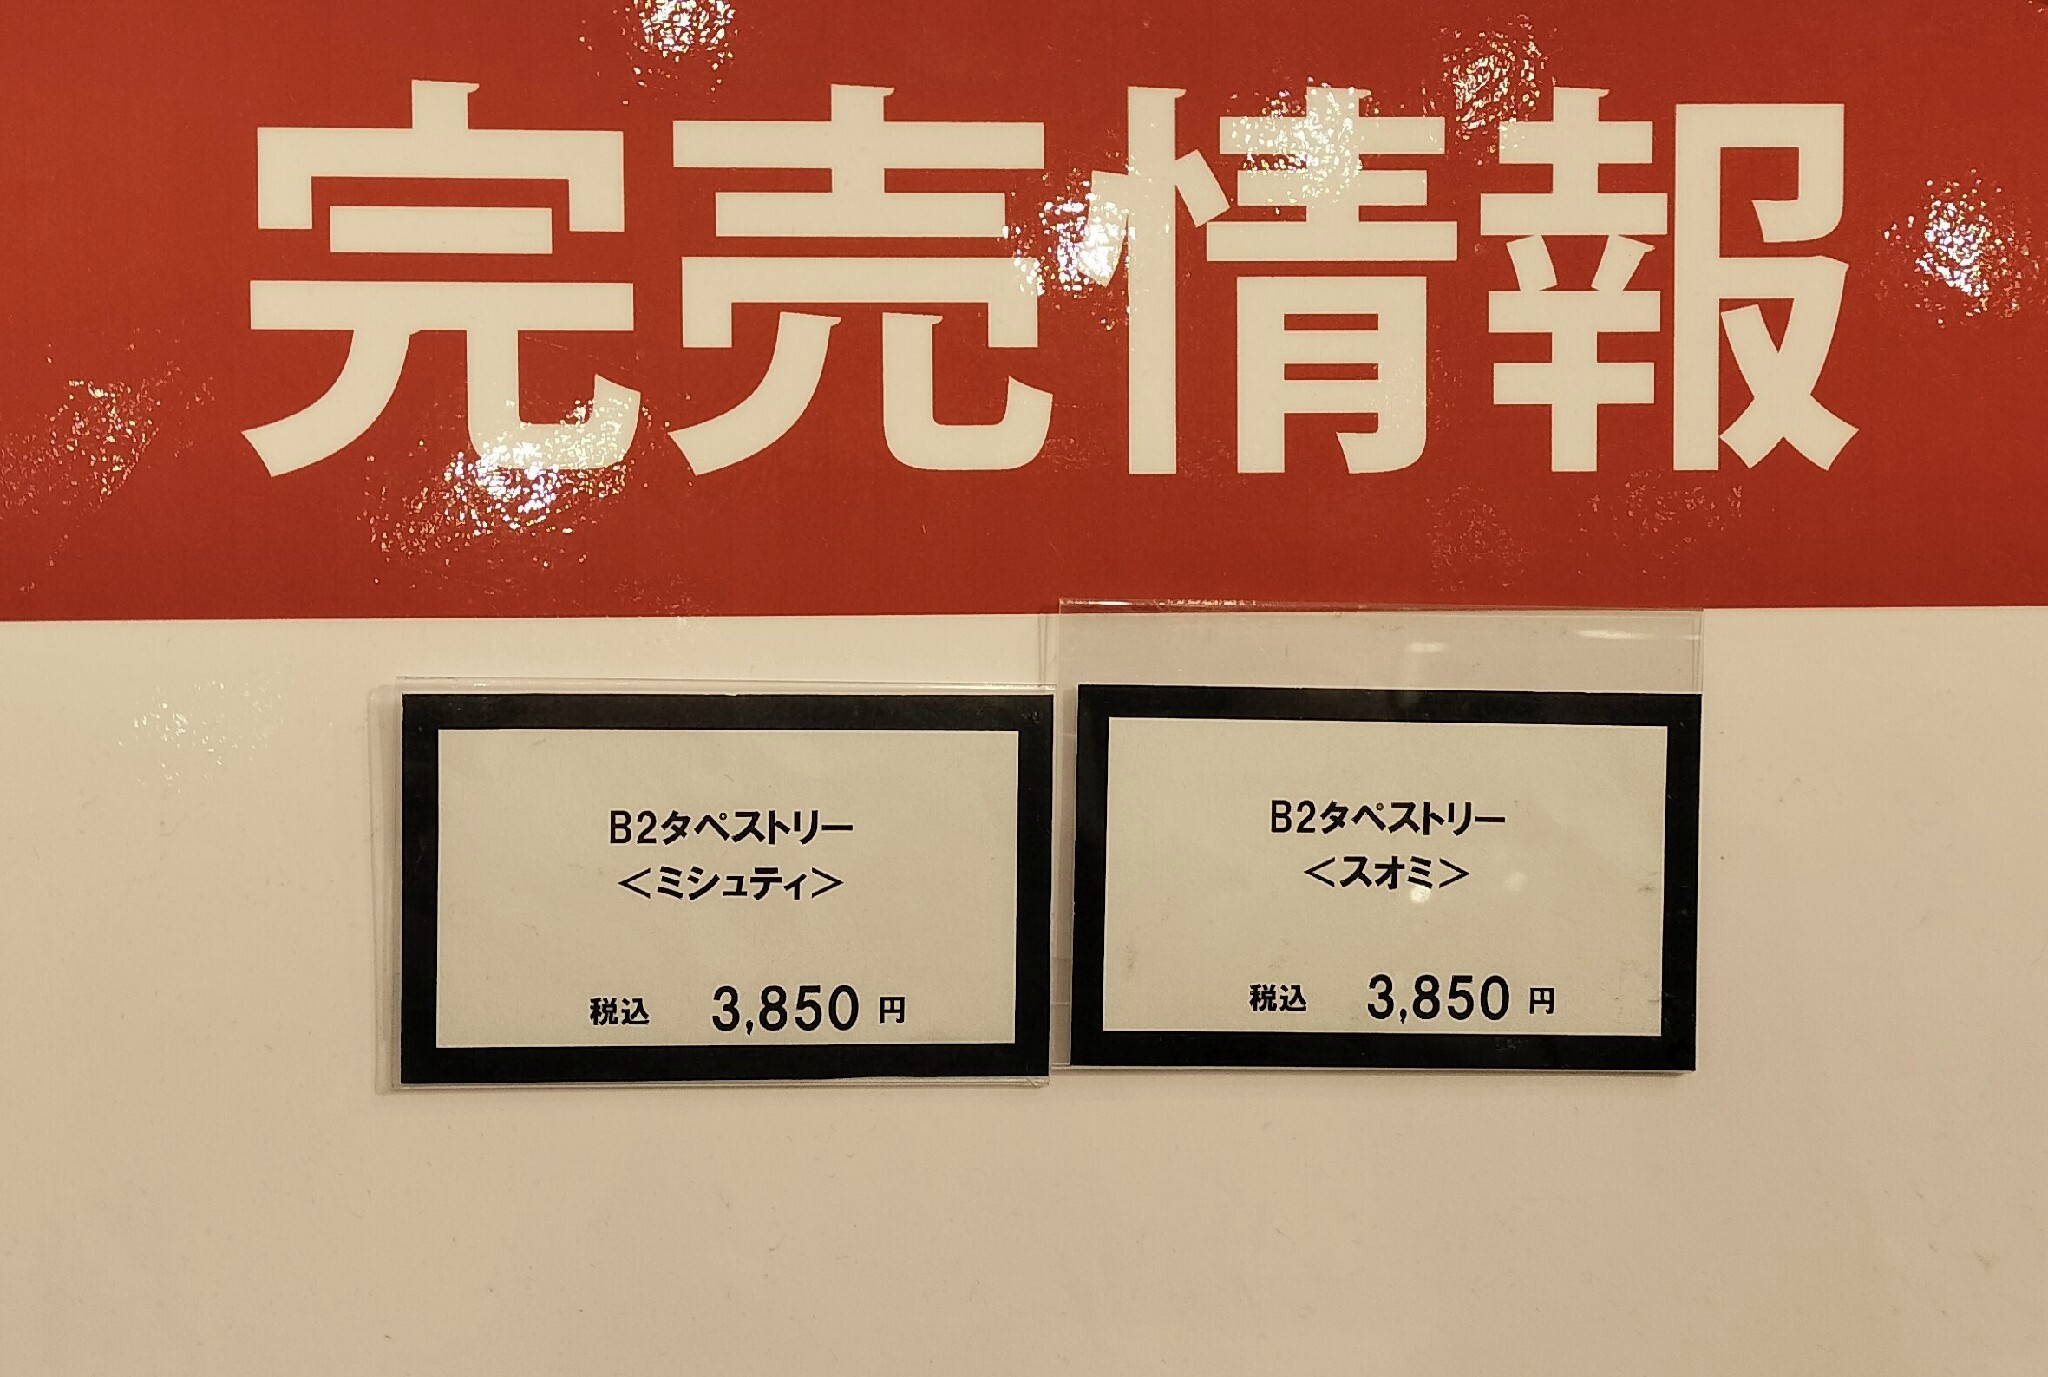 完売情報
B2タペストリー
＜ミシュティ＞
税込 3,850 円
B2タペストリー
＜スオミ＞
税込 3,850 円